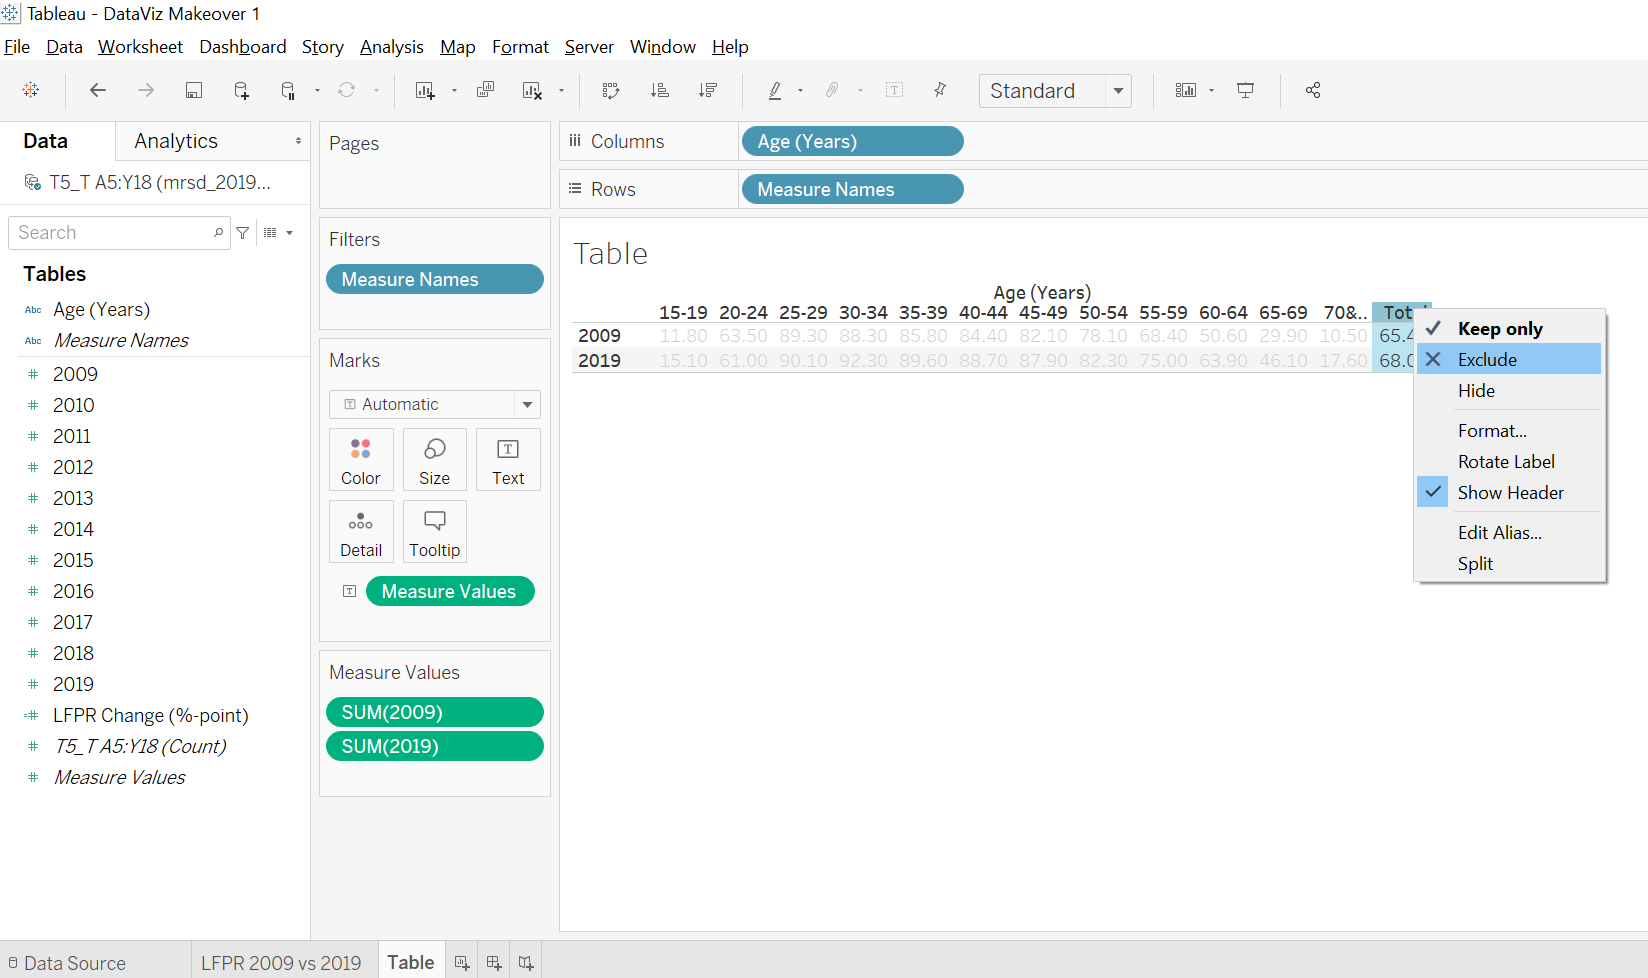 Tableau - DataViz Makeover 1
File Data Worksheet Dashboard Story Analysis Map Format Server Window Help
Standard
Data Analytics
T5_T A5:Y18 (mrsd_2019...
Search
Tables
Abc Age (Years)
Abc Measure Names
2009
2010
2011
2012
2013
2014
2015
2016
2017
2018
2019
LFPR Change (%-point)
T5_T A5:Y18 (Count)
Measure Values
Pages
Filters
Measure Names
Marks
Automatic
Color Size Text
Detail Tooltip
Measure Values
Measure Values
SUM(2009)
SUM(2019)
Columns Age (Years)
Rows Measure Names
Table
Age (Years)
15-19 20-24 25-29 30-34 35-39 40-44 45-49 50-54 55-59 60-64 65-69 70&..
2009 11.80 63.50 89.30 88.30 85.80 84.40 82.10 78.10 68.40 50.60 29.90 10.50 65.4
2019 15.10 61.00 90.10 92.30 89.60 88.70 87.90 82.30 75.00 63.90 46.10 17.60 68.0
Keep only
Exclude
Hide
Format...
Rotate Label
Show Header
Edit Alias...
Split
Data Source LFPR 2009 vs 2019 Table